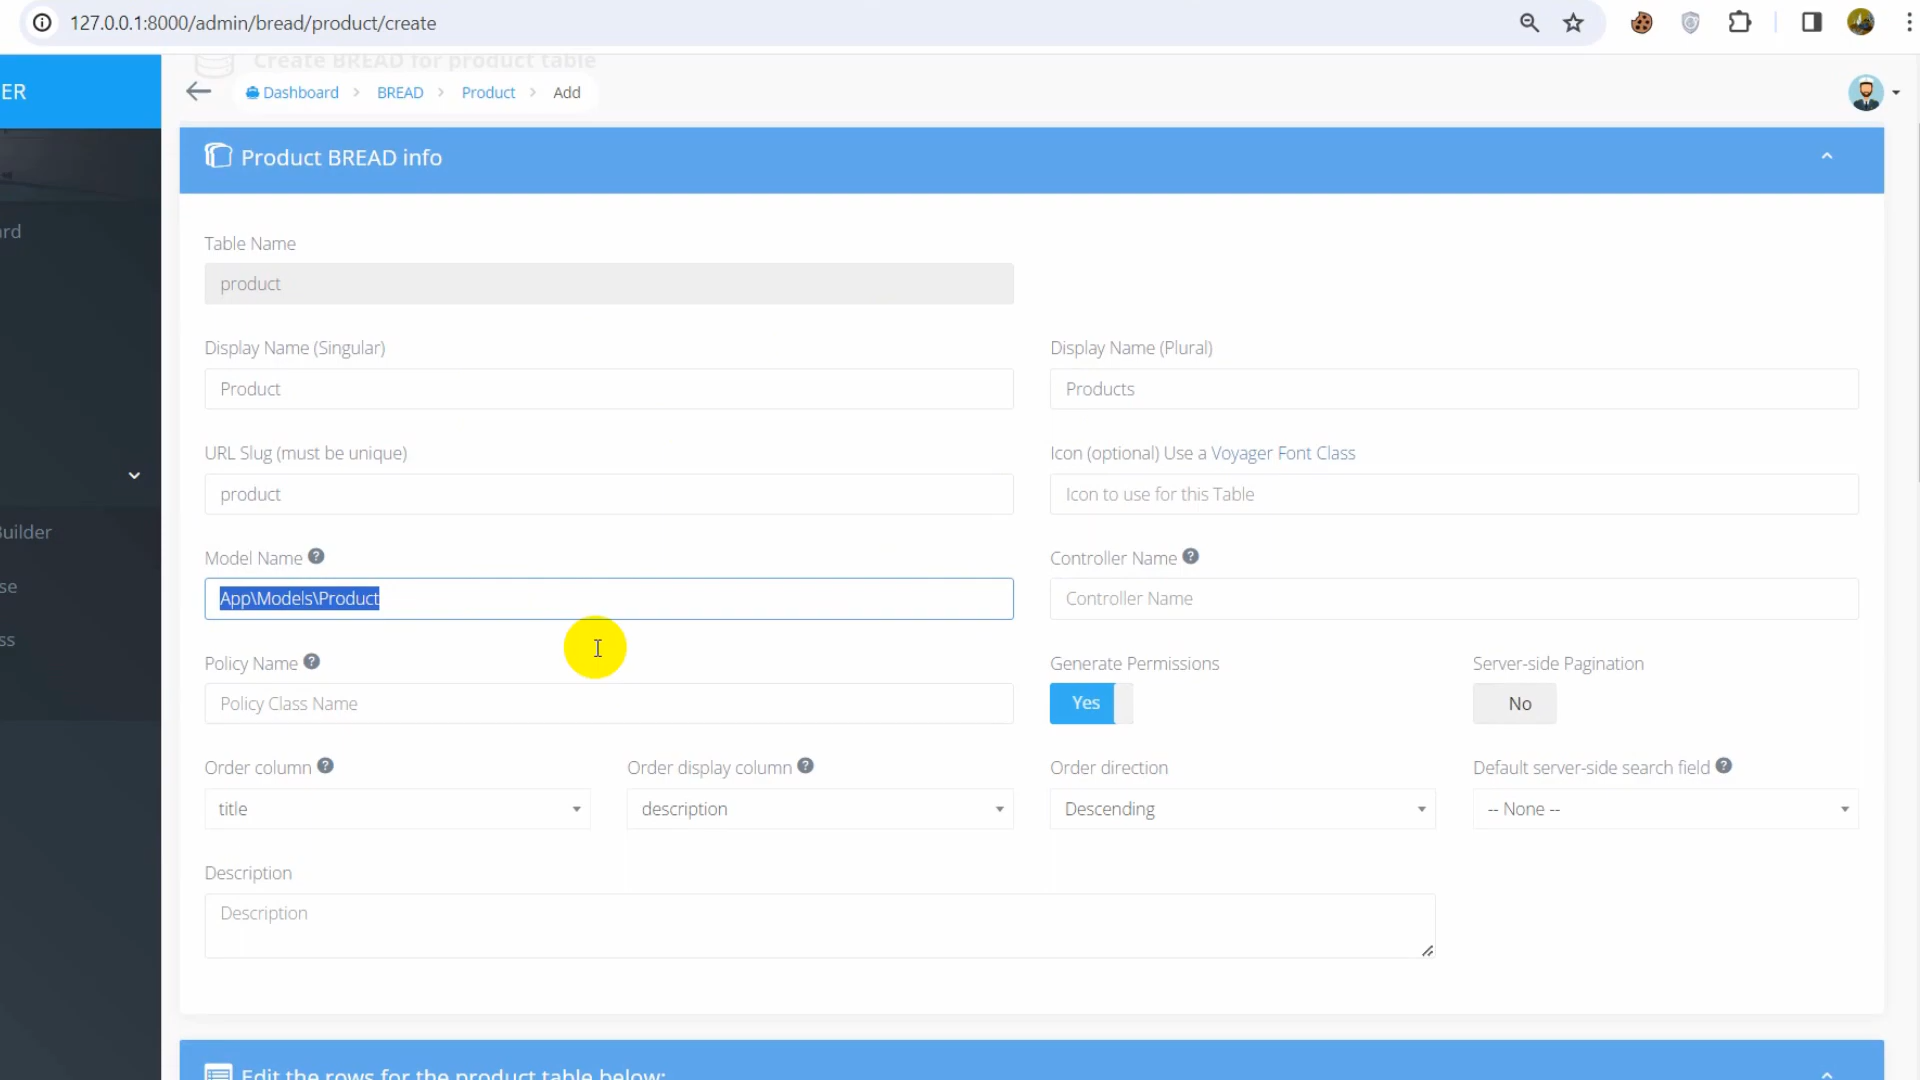 127.0.0.1:8000/admin/bread/product/create
Create BREAD for product table
ER
Dashboard > BREAD > Product > Add
Product BREAD info
ard
Table Name
product
Display Name (Singular)
Display Name (Plural)
Product
Products
URL Slug (must be unique)
Icon (optional) Use a Voyager Font Class
product
Icon to use for this Table
Builder
Model Name
Controller Name
se
App\Models\Product
Controller Name
ss
Policy Name
Generate Permissions
Server-side Pagination
Policy Class Name
Yes
No
Order column
Order display column
Order direction
Default server-side search field
title
description
Descending
-- None --
Description
Description
Edit the rows for the product table below: